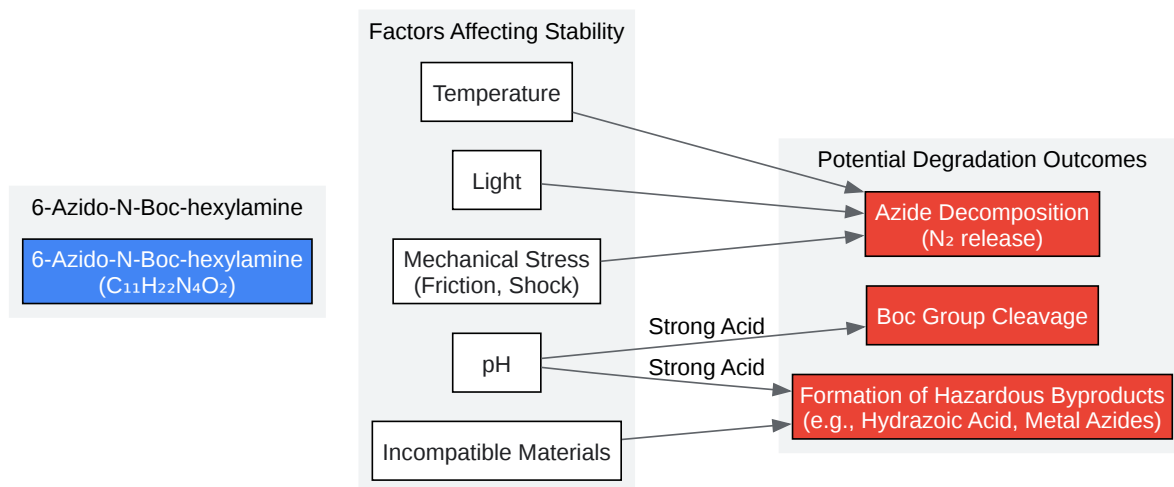 6-Azido-N-Boc-hexylamine
6-Azido-N-Boc-hexylamine
(C₁₁H₂₂N₄O₂)
Factors Affecting Stability
Temperature
Light
Mechanical Stress
(Friction, Shock)
pH
Incompatible Materials
Strong Acid
Strong Acid
Potential Degradation Outcomes
Azide Decomposition
(N₂ release)
Boc Group Cleavage
Formation of Hazardous Byproducts
(e.g., Hydrazoic Acid, Metal Azides)